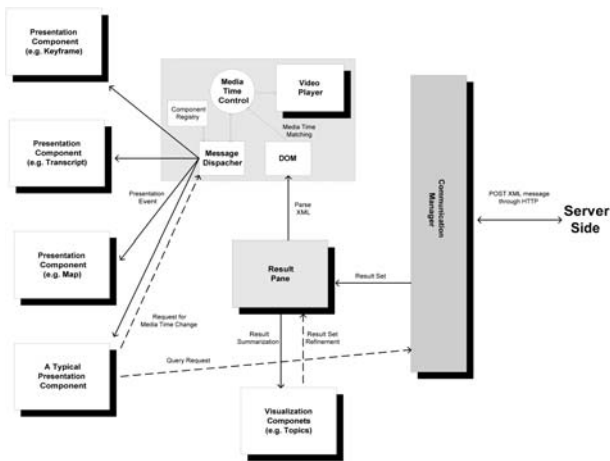 Presentation
Component
(e.g. Keyframe)
Media
Time
Control
Video
Player
Component
Registry
Media Time
Matching
Message
Dispacher
DOM
Presentation
Component
(e.g. Transcript)
Presentation
Event
Parse
XML
Communication
Manager
POST XML message
through HTTP
Server
Side
Presentation
Component
(e.g. Map)
Result
Pane
Result Set
Request for
Media Time Change
Result
Summarization
Result Set
Refinement
A Typical
Presentation
Component
Query Request
Visualization
Componets
(e.g. Topics)